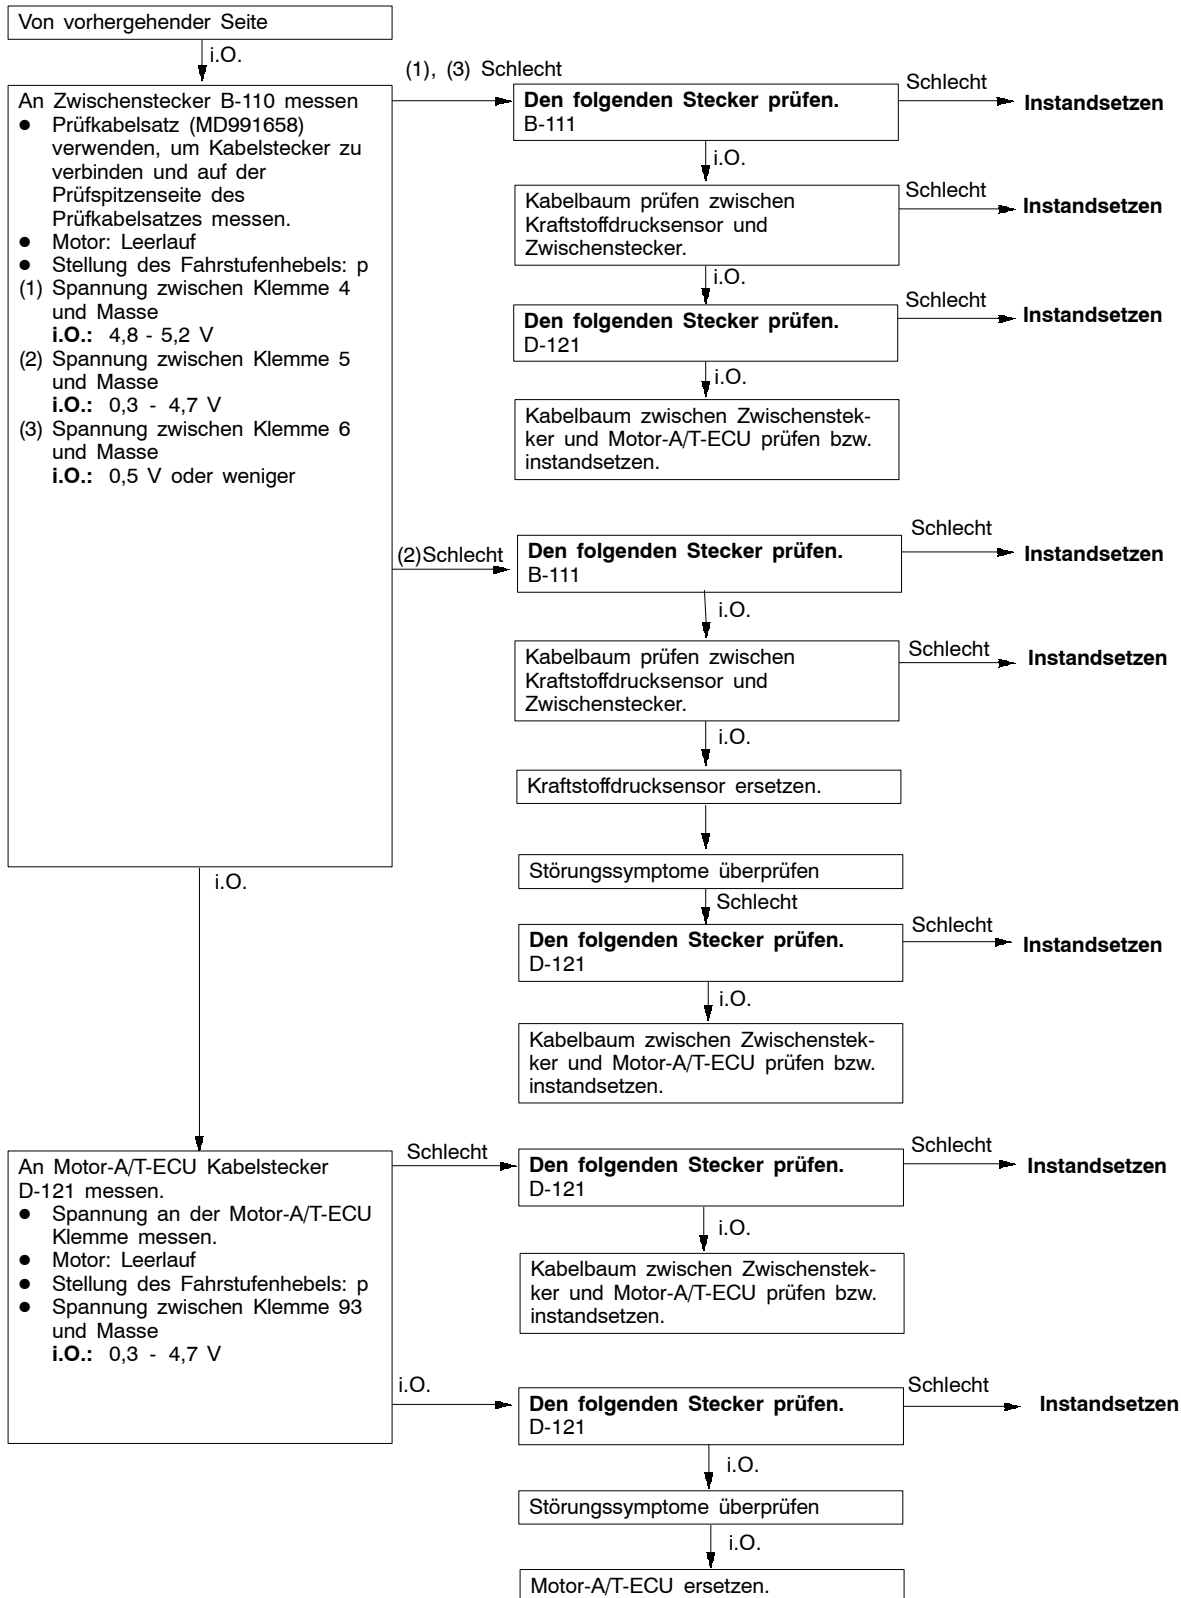 Von vorhergehender Seite
i.O.
An Zwischenstecker B-110 messen
● Prüfkabelsatz (MD991658)
verwenden, um Kabelstecker zu
verbinden und auf der
Prüfspitzenseite des
Prüfkabelsatzes messen.
● Motor: Leerlauf
● Stellung des Fahrstufenhebels: p
(1) Spannung zwischen Klemme 4
und Masse
i.O.: 4,8 - 5,2 V
(2) Spannung zwischen Klemme 5
und Masse
i.O.: 0,3 - 4,7 V
(3) Spannung zwischen Klemme 6
und Masse
i.O.: 0,5 V oder weniger
(1), (3) Schlecht
Den folgenden Stecker prüfen.
B-111
Schlecht
Instandsetzen
i.O.
Kabelbaum prüfen zwischen
Kraftstoffdrucksensor und
Zwischenstecker.
Schlecht
Instandsetzen
i.O.
Den folgenden Stecker prüfen.
D-121
Schlecht
Instandsetzen
i.O.
Kabelbaum zwischen Zwischenstek-
ker und Motor-A/T-ECU prüfen bzw.
instandsetzen.
(2)Schlecht
Den folgenden Stecker prüfen.
B-111
Schlecht
Instandsetzen
i.O.
Kabelbaum prüfen zwischen
Kraftstoffdrucksensor und
Zwischenstecker.
Schlecht
Instandsetzen
i.O.
Kraftstoffdrucksensor ersetzen.
Störungssymptome überprüfen
Schlecht
Den folgenden Stecker prüfen.
D-121
Schlecht
Instandsetzen
i.O.
Kabelbaum zwischen Zwischenstek-
ker und Motor-A/T-ECU prüfen bzw.
instandsetzen.
i.O.
An Motor-A/T-ECU Kabelstecker
D-121 messen.
● Spannung an der Motor-A/T-ECU
Klemme messen.
● Motor: Leerlauf
● Stellung des Fahrstufenhebels: p
● Spannung zwischen Klemme 93
und Masse
i.O.: 0,3 - 4,7 V
Schlecht
Den folgenden Stecker prüfen.
D-121
Schlecht
Instandsetzen
i.O.
Kabelbaum zwischen Zwischenstek-
ker und Motor-A/T-ECU prüfen bzw.
instandsetzen.
i.O.
Den folgenden Stecker prüfen.
D-121
Schlecht
Instandsetzen
i.O.
Störungssymptome überprüfen
i.O.
Motor-A/T-ECU ersetzen.